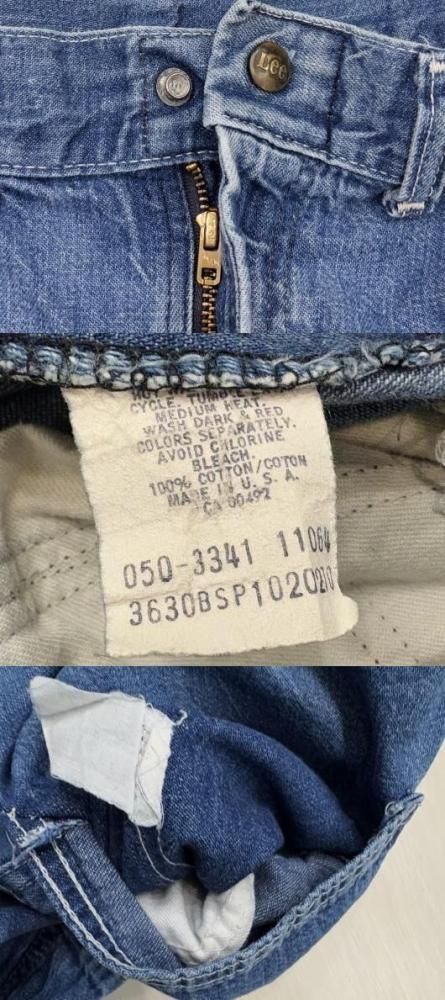 Lee
CYCLE. TUMBLE
MEDIUM HEAT.
WASH DARK & RED
COLORS SEPARATELY.
AVOID CHLORINE
BLEACH.
100% COTTON/COTON
MADE IN U. S. A.
CA 00492
050-3341 11064
3630BSP1020210